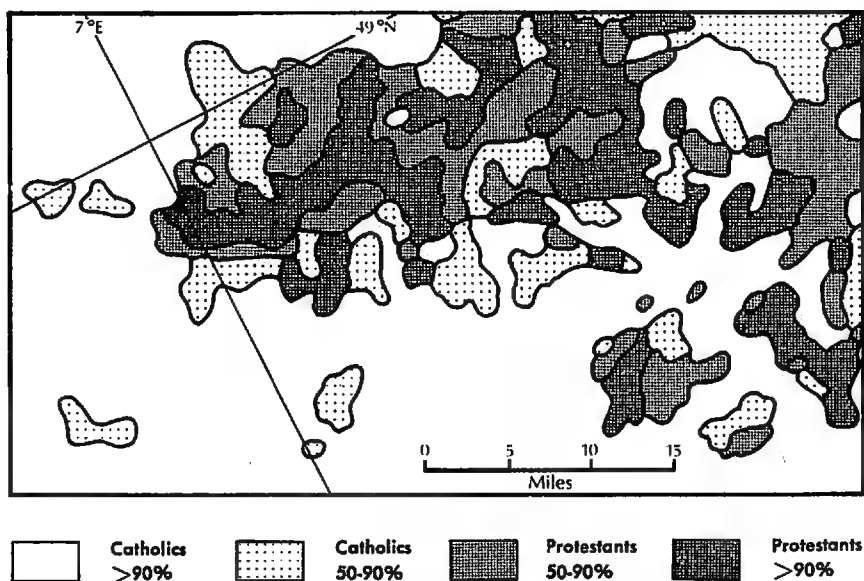 7°E
49°N
0 5 10 15
Miles
Catholics >90%
Catholics 50-90%
Protestants 50-90%
Protestants >90%